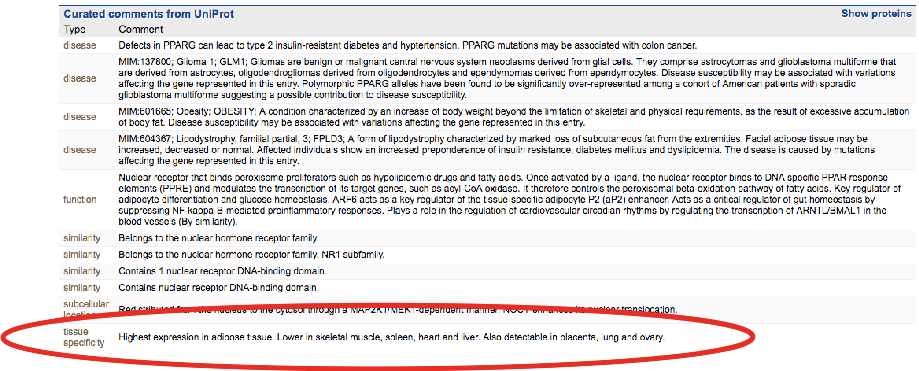 Curated comments from UniProt
Show proteins
Type Comment
disease Defects in PPARG can lead to type 2 insulin-resistant diabetes and hyptertension. PPARG mutations may be associated with colon cancer.
MIM:137800; Glioma 1; GLM1; Gliomas are benign or malignant central nervous system neoplasms derived from glial cells. They comprise astrocytomas and glioblastoma multiforme that
disease are derived from astrocytes, oligodendrogliomas derived from oligodendrocytes and ependymomas derived from ependymocytes. Disease susceptibility may be associated with variations
affecting the gene represented in this entry. Polymorphic PPARG alleles have been found to be significantly over-represented among a cohort of American patients with sporadic
glioblastoma multiforme suggesting a possible contribution to disease susceptibility.
disease MIM:601665; Obesity; OBESITY; A condition characterized by an increase of body weight beyond the limitation of skeletal and physical requirements, as the result of excessive accumulation
of body fat. Disease susceptibility may be associated with variations affecting the gene represented in this entry.
MIM:604367; Lipodystrophy, familial partial, 3; FPLD3; A form of lipodystrophy characterized by marked loss of subcutaneous fat from the extremities. Facial adipose tissue may be
disease increased, decreased or normal. Affected individuals show an increased preponderance of insulin resistance, diabetes mellitus and dyslipidemia. The disease is caused by mutations
affecting the gene represented in this entry.
Nuclear receptor that binds peroxisome proliferators such as hypolipidemic drugs and fatty acids. Once activated by a ligand, the nuclear receptor binds to DNA specific PPAR response
elements (PPRE) and modulates the transcription of its target genes, such as acyl-CoA oxidase. It therefore controls the peroxisomal beta-oxidation pathway of fatty acids. Key regulator of
function adipocyte differentiation and glucose homeostasis. ARF6 acts as a key regulator of the tissue-specific adipocyte P2 (aP2) enhancer. Acts as a critical regulator of gut homeostasis by
suppressing NF-kappa-B-mediated proinflammatory responses. Plays a role in the regulation of cardiovascular circadian rhythms by regulating the transcription of ARNTL/BMAL1 in the
blood vessels (By similarity).
similarity Belongs to the nuclear hormone receptor family.
similarity Belongs to the nuclear hormone receptor family. NR1 subfamily.
similarity Contains 1 nuclear receptor DNA-binding domain.
similarity Contains nuclear receptor DNA-binding domain.
subcellular
location Redistributed from the nucleus to the cytosol through a MAP2K1/MEK1-dependent manner. NOCT enhances its nuclear translocation.
tissue
specificity Highest expression in adipose tissue. Lower in skeletal muscle, spleen, heart and liver. Also detectable in placenta, lung and ovary.